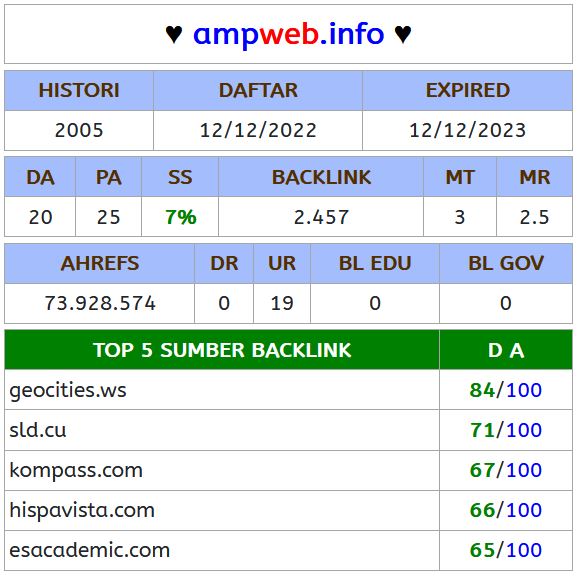 ♥ ampweb.info ♥
HISTORI DAFTAR EXPIRED
2005 12/12/2022 12/12/2023
DA PA SS BACKLINK MT MR
20 25 7% 2.457 3 2.5
AHREFS DR UR BL EDU BL GOV
73.928.574 0 19 0 0
TOP 5 SUMBER BACKLINK D A
geocities.ws 84/100
sld.cu 71/100
kompass.com 67/100
hispavista.com 66/100
esacademic.com 65/100